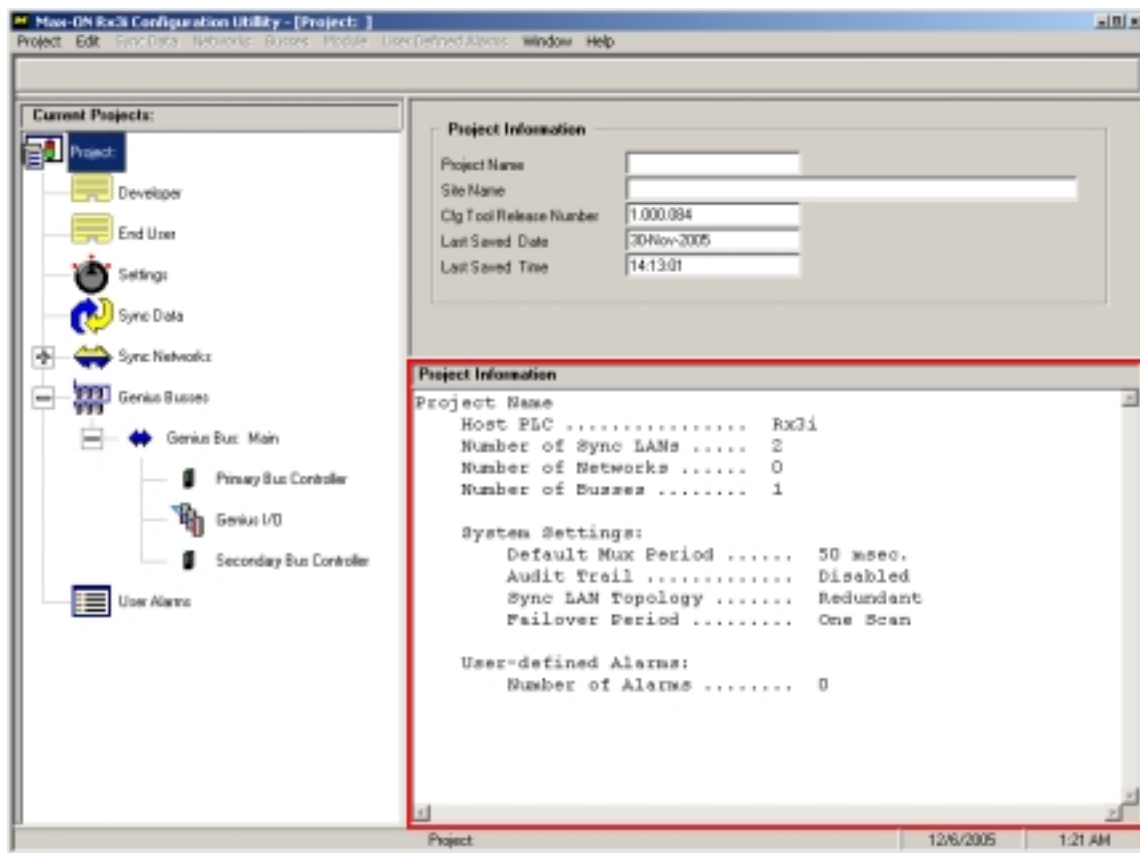 Max-ON Rx3i Configuration Utility - [Project: ]
Project Edit Sync Data Networks Busses Module User Defined Alarms Window Help
Current Projects:
Project:
Developer
End User
Settings
Sync Data
Sync Networks
Genius Busses
Genius Bus: Main
Primary Bus Controller
Genius I/O
Secondary Bus Controller
User Alarms
Project Information
Project Name
Site Name
Cfg Tool Release Number 1.000.084
Last Saved Date 30-Nov-2005
Last Saved Time 14:13:01
Project Information
Project Name
Host PLC ................ Rx3i
Number of Sync LANs ..... 2
Number of Networks ...... 0
Number of Busses ........ 1
System Settings:
Default Mux Period ...... 50 msec.
Audit Trail ............. Disabled
Sync LAN Topology ....... Redundant
Failover Period ......... One Scan
User-defined Alarms:
Number of Alarms ........ 0
Project 12/6/2005 1:21 AM